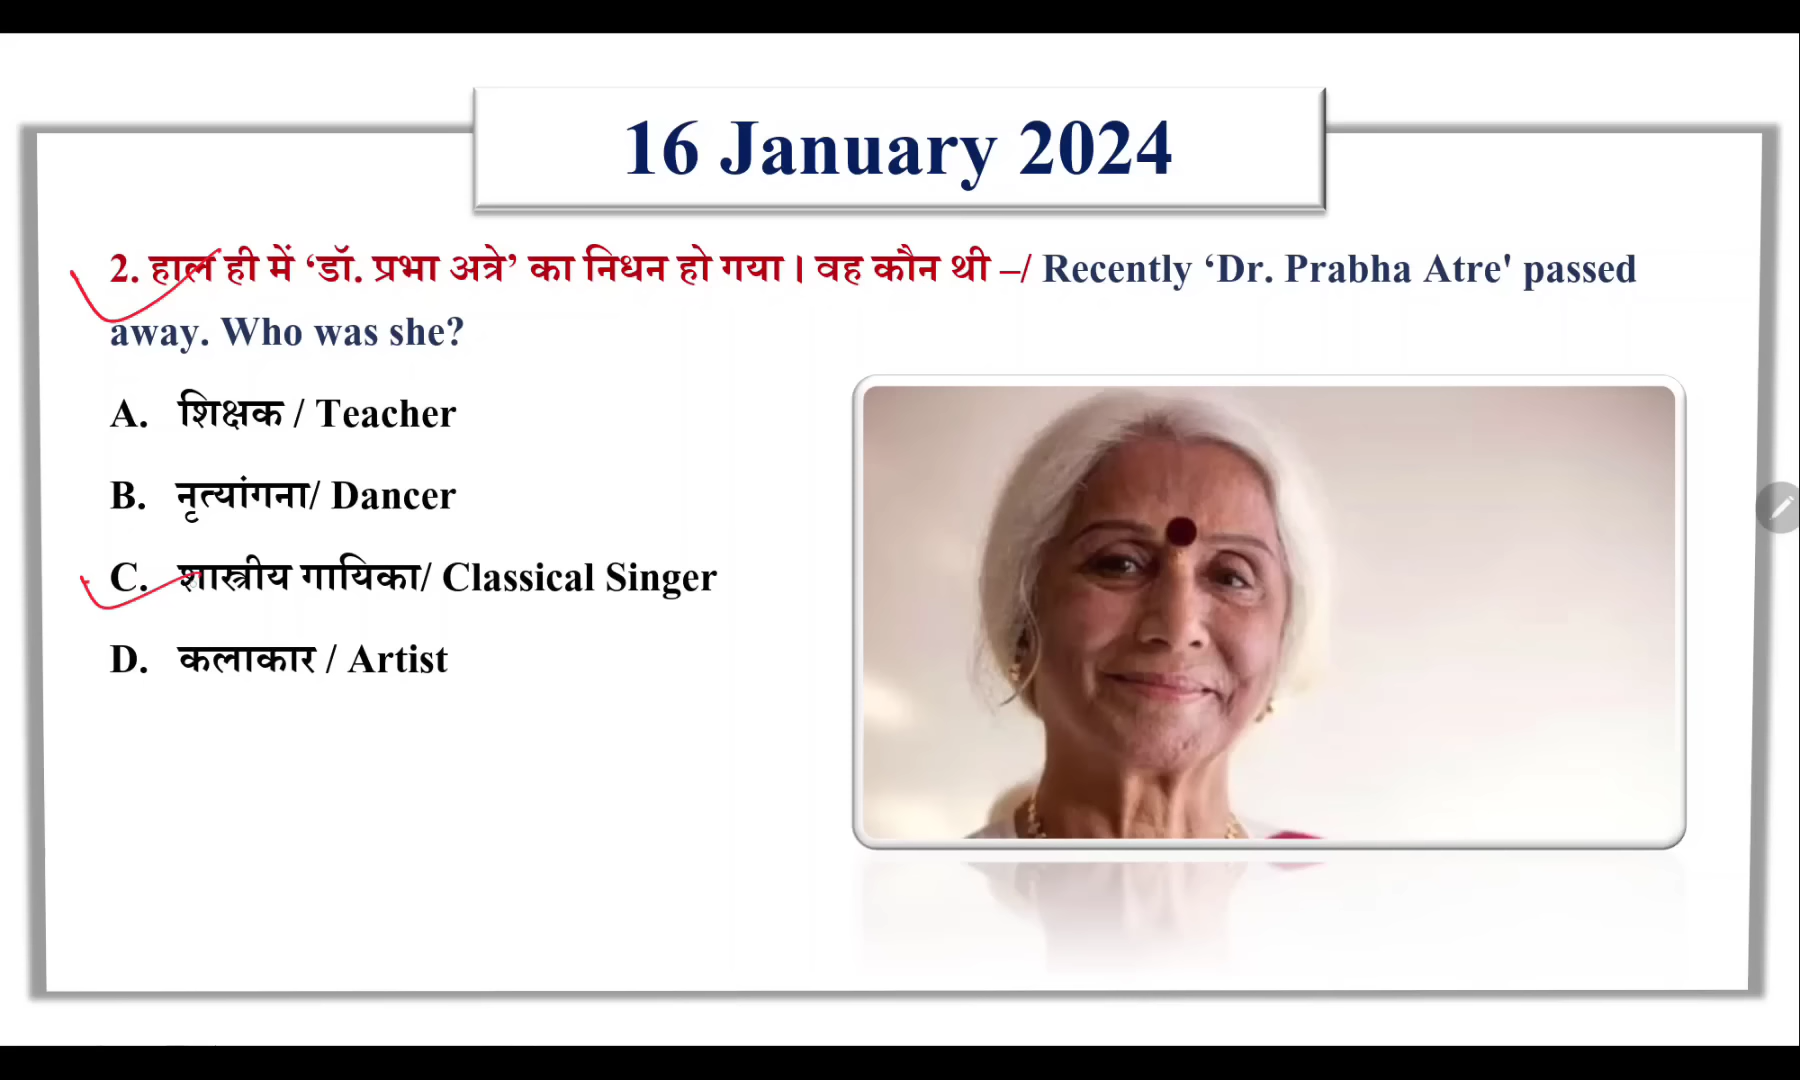 16 January 2024
2. हाल ही में ‘डॉ. प्रभा अत्रे’ का निधन हो गया। वह कौन थी –/ Recently ‘Dr. Prabha Atre' passed
away. Who was she?
A. शिक्षक / Teacher
B. नृत्यांगना/ Dancer
C. शास्त्रीय गायिका/ Classical Singer
D. कलाकार / Artist